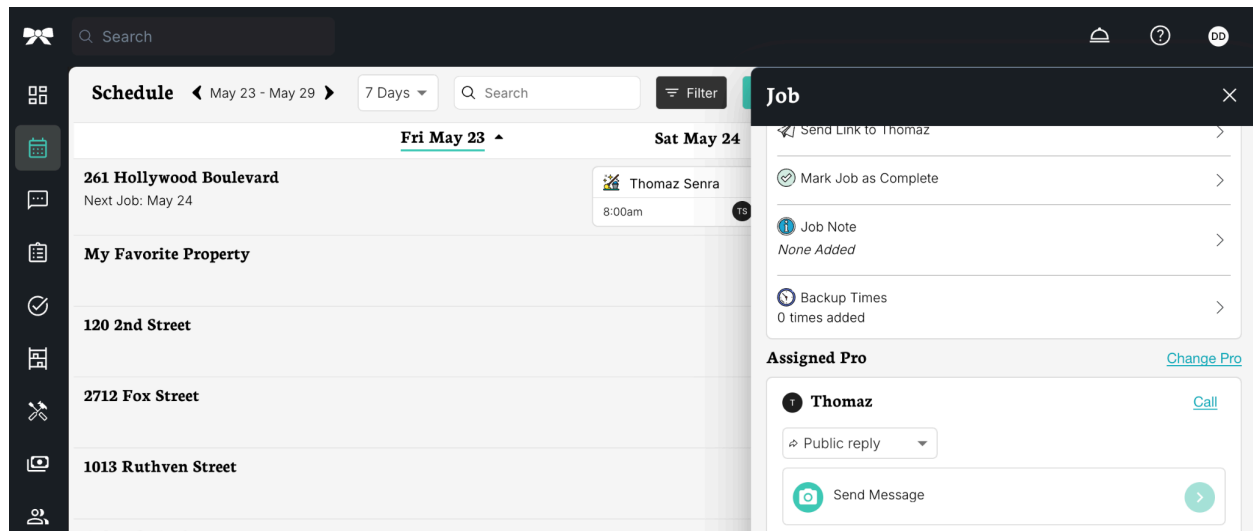 Search
DD
Schedule
May 23 - May 29
7 Days
Search
Filter
Fri May 23
Sat May 24
261 Hollywood Boulevard
Next Job: May 24
Thomaz Senra
8:00am
TS
My Favorite Property
120 2nd Street
2712 Fox Street
1013 Ruthven Street
Job
Send Link to Thomaz
Mark Job as Complete
Job Note
None Added
Backup Times
0 times added
Assigned Pro
Change Pro
T
Thomaz
Call
Public reply
Send Message